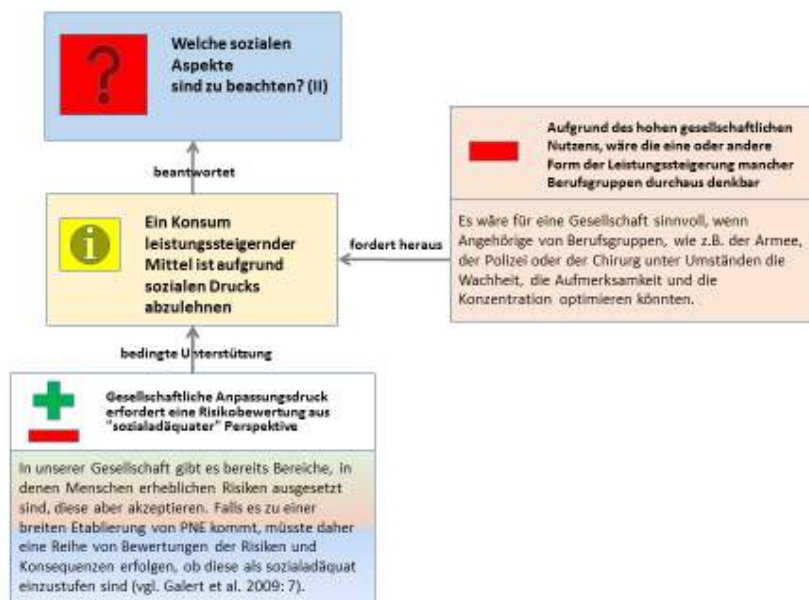 Welche sozialen
Aspekte
sind zu beachten? (II)
beantwortet
Aufgrund des hohen gesellschaftlichen
Nutzens, wäre die eine oder andere
Form der Leistungssteigerung mancher
Berufsgruppen durchaus denkbar
Es wäre für eine Gesellschaft sinnvoll, wenn
Angehörige von Berufsgruppen, wie z.B. der Armee,
der Polizei oder der Chirurg unter Umständen die
Wachheit, die Aufmerksamkeit und die
Konzentration optimieren könnten.
fordert heraus
Ein Konsum
leistungssteigernder
Mittel ist aufgrund
sozialen Drucks
abzulehnen
bedingte Unterstützung
Gesellschaftliche Anpassungsdruck
erfordert eine Risikobewertung aus
"sozialadäquater" Perspektive
In unserer Gesellschaft gibt es bereits Bereiche, in
denen Menschen erheblichen Risiken ausgesetzt
sind, diese aber akzeptieren. Falls es zu einer
breiten Etablierung von PNE kommt, müsste daher
eine Reihe von Bewertungen der Risiken und
Konsequenzen erfolgen, ob diese als sozialadäquat
einzustufen sind (vgl. Galert et al. 2009: 7).